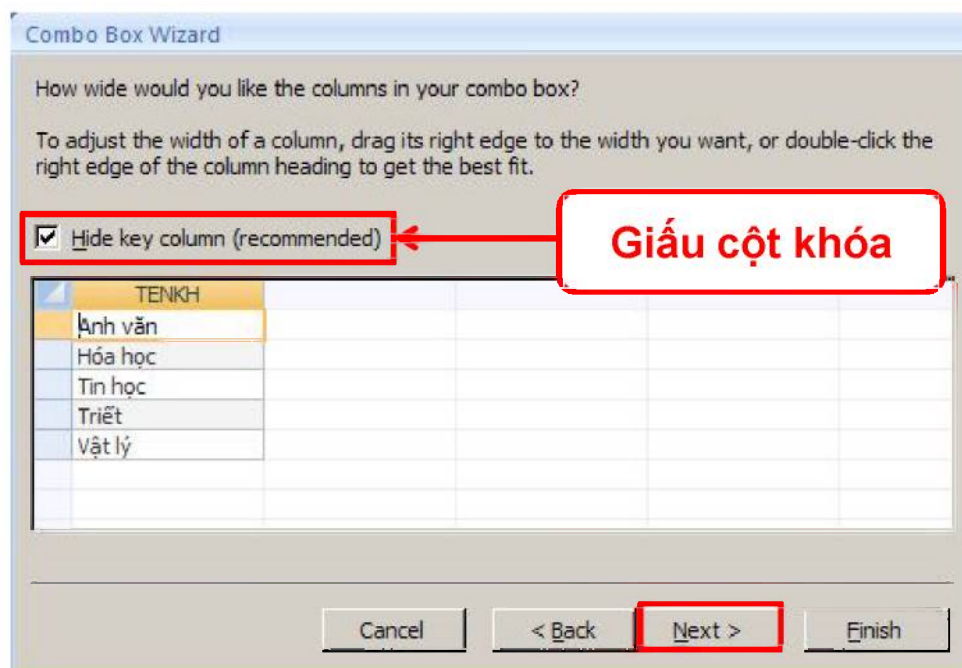 Combo Box Wizard
How wide would you like the columns in your combo box?
To adjust the width of a column, drag its right edge to the width you want, or double-click the
right edge of the column heading to get the best fit.
Hide key column (recommended)
Giấu cột khóa
TENKH
Anh văn
Hóa học
Tin học
Triết
Vật lý
Cancel
< Back
Next >
Finish